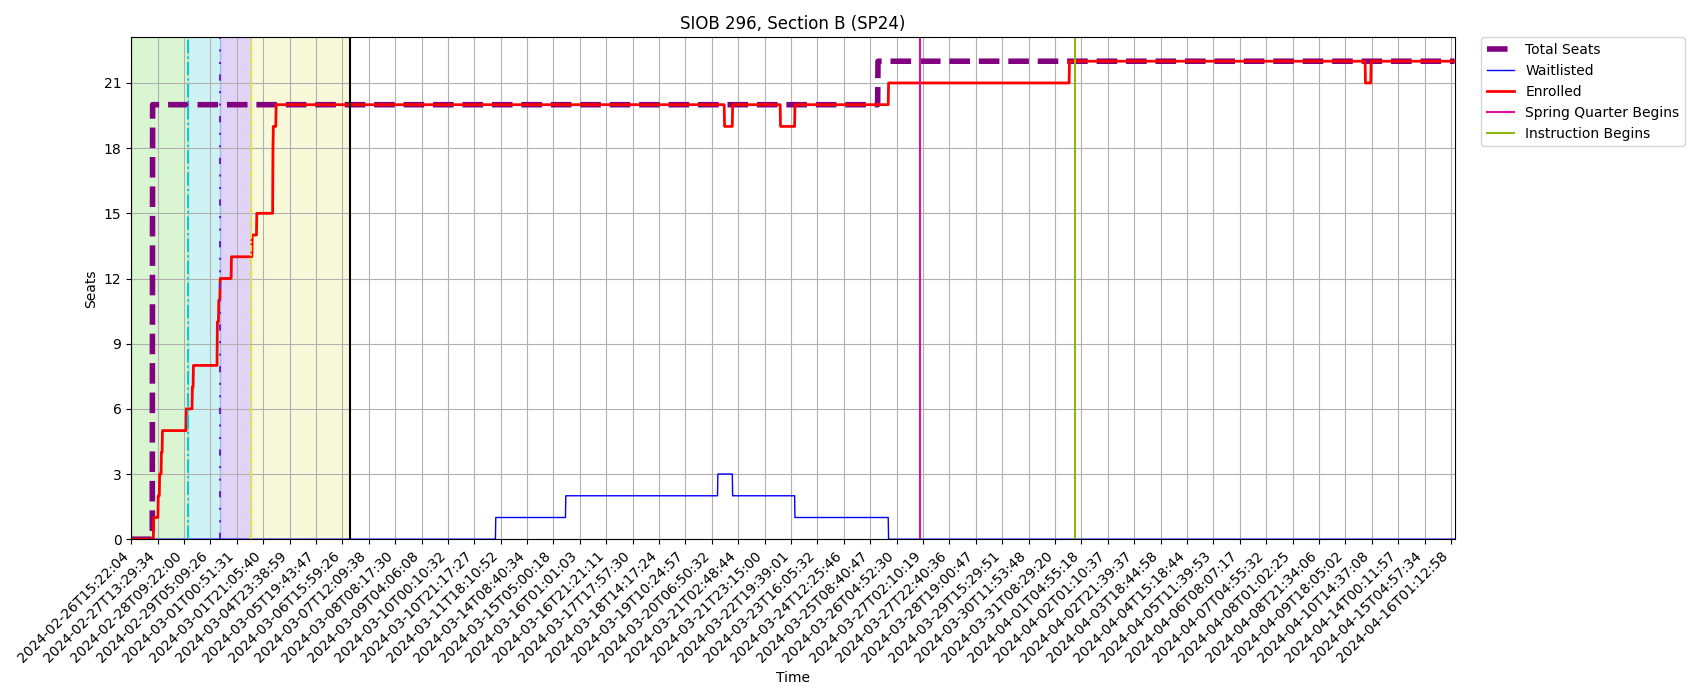 SIOB 296, Section B (SP24)
Total Seats
Waitlisted
Enrolled
Spring Quarter Begins
Instruction Begins
Seats
21
18
15
12
9
6
3
0
2024-02-26T15:22:04
2024-02-27T13:29:34
2024-02-28T09:22:00
2024-02-29T05:09:26
2024-03-01T00:51:31
2024-03-01T21:05:40
2024-03-04T23:38:59
2024-03-05T19:43:47
2024-03-06T15:59:26
2024-03-07T12:09:38
2024-03-08T08:17:30
2024-03-09T04:06:08
2024-03-10T00:10:32
2024-03-10T21:17:27
2024-03-11T18:10:52
2024-03-14T08:40:34
2024-03-15T05:00:18
2024-03-16T01:01:03
2024-03-16T21:21:11
2024-03-17T17:57:30
2024-03-18T14:17:24
2024-03-19T10:24:57
2024-03-20T06:50:32
2024-03-21T02:48:44
2024-03-21T23:15:00
2024-03-22T19:39:01
2024-03-23T16:05:32
2024-03-24T12:25:46
2024-03-25T08:40:47
2024-03-26T04:52:30
2024-03-27T02:10:19
2024-03-27T22:40:36
2024-03-28T19:00:47
2024-03-29T15:29:51
2024-03-30T11:53:48
2024-03-31T08:29:20
2024-04-01T04:55:18
2024-04-02T01:10:37
2024-04-02T21:39:37
2024-04-03T18:44:58
2024-04-04T15:18:44
2024-04-05T11:39:53
2024-04-06T08:07:17
2024-04-07T04:55:32
2024-04-08T01:02:25
2024-04-08T21:34:06
2024-04-09T18:05:02
2024-04-10T14:37:08
2024-04-14T00:11:57
2024-04-15T04:57:34
2024-04-16T01:12:58
Time